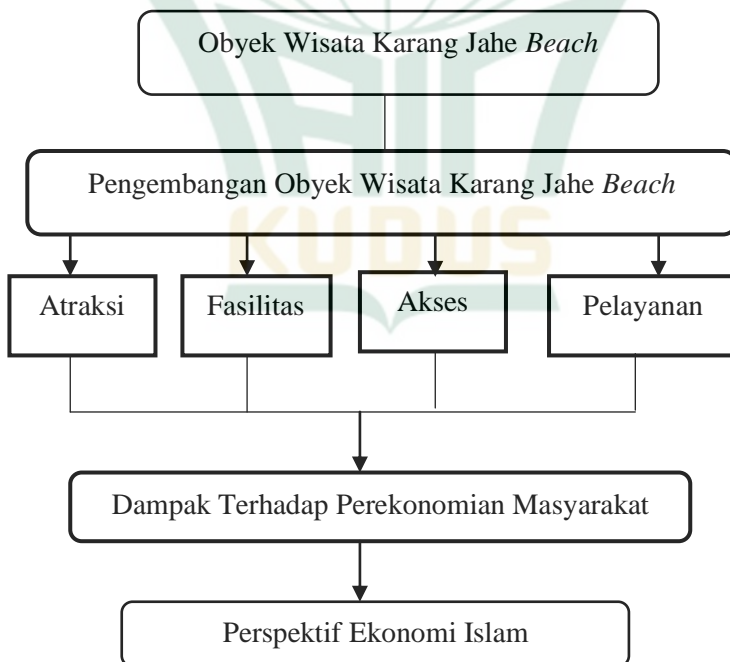 Obyek Wisata Karang Jahe Beach
Pengembangan Obyek Wisata Karang Jahe Beach
Atraksi
Fasilitas
Akses
Pelayanan
KUDUS
Dampak Terhadap Perekonomian Masyarakat
Perspektif Ekonomi Islam